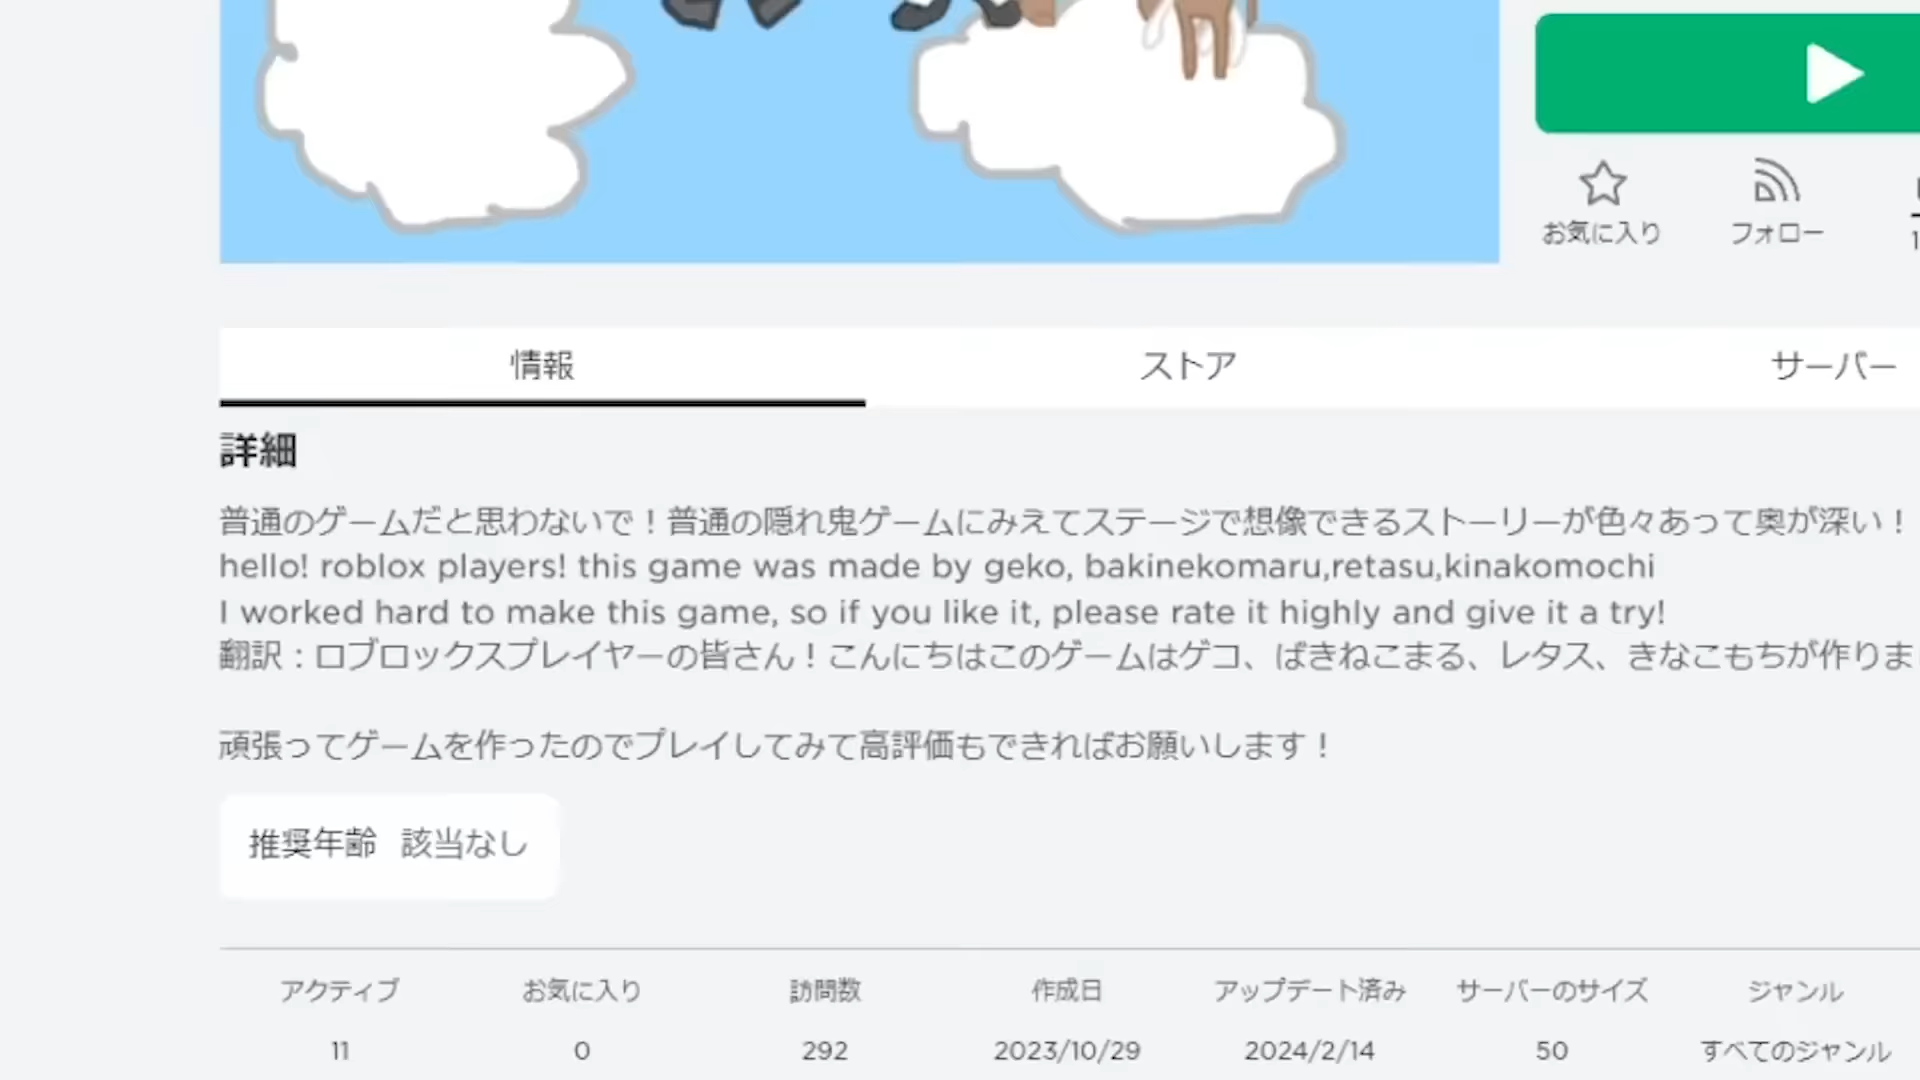 お気に入り フォロー
情報 ストア サーバー
詳細
普通のゲームだと思わないで！普通の隠れ鬼ゲームにみえてステージで想像できるストーリーが色々あって奥が深い！
hello! roblox players! this game was made by geko, bakinekomaru,retasu,kinakomochi
I worked hard to make this game, so if you like it, please rate it highly and give it a try!
翻訳：ロブロックスプレイヤーの皆さん！こんにちはこのゲームはゲコ、ばきねこまる、レタス、きなこもちが作りま
頑張ってゲームを作ったのでプレイしてみて高評価もできればお願いします！
推奨年齢 該当なし
アクティブ お気に入り 訪問数 作成日 アップデート済み サーバーのサイズ ジャンル
11 0 292 2023/10/29 2024/2/14 50 すべてのジャンル